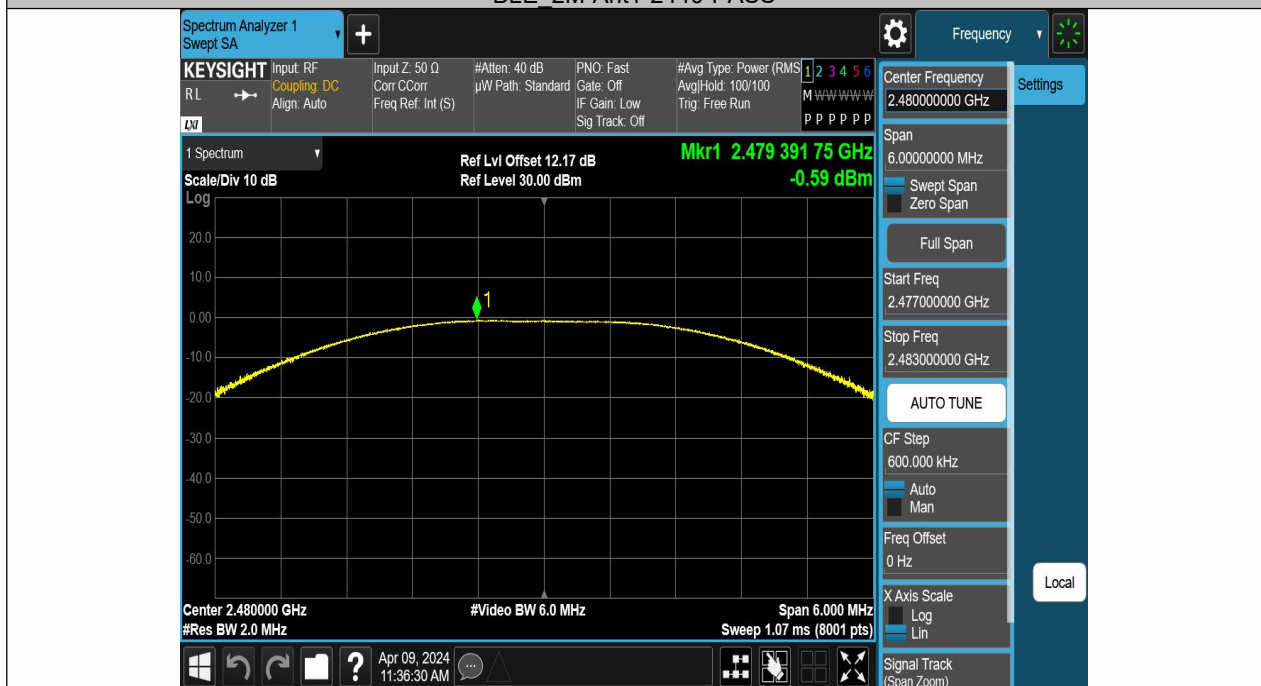 Spectrum Analyzer 1
Swept SA
+
Frequency
KEYSIGHT
R L
LXI
Input: RF
Coupling: DC
Align: Auto
Input Z: 50 Ω
Corr CCorr
Freq Ref: Int (S)
#Atten: 40 dB
µW Path: Standard
PNO: Fast
Gate: Off
IF Gain: Low
Sig Track: Off
#Avg Type: Power (RMS
Avg|Hold: 100/100
Trig: Free Run
1 2 3 4 5 6
M W W W W W
P P P P P P
Settings
1 Spectrum
Scale/Div 10 dB
Log
Ref Lvl Offset 12.17 dB
Ref Level 30.00 dBm
Mkr1 2.479 391 75 GHz
-0.59 dBm
20.0
10.0
0.00
-10.0
-20.0
-30.0
-40.0
-50.0
-60.0
1
Center 2.480000 GHz
#Res BW 2.0 MHz
#Video BW 6.0 MHz
Span 6.000 MHz
Sweep 1.07 ms (8001 pts)
Center Frequency
2.480000000 GHz
Span
6.00000000 MHz
Swept Span
Zero Span
Full Span
Start Freq
2.477000000 GHz
Stop Freq
2.483000000 GHz
AUTO TUNE
CF Step
600.000 kHz
Auto
Man
Freq Offset
0 Hz
X Axis Scale
Log
Lin
Signal Track
(Span Zoom)
Local
?
Apr 09, 2024
11:36:30 AM